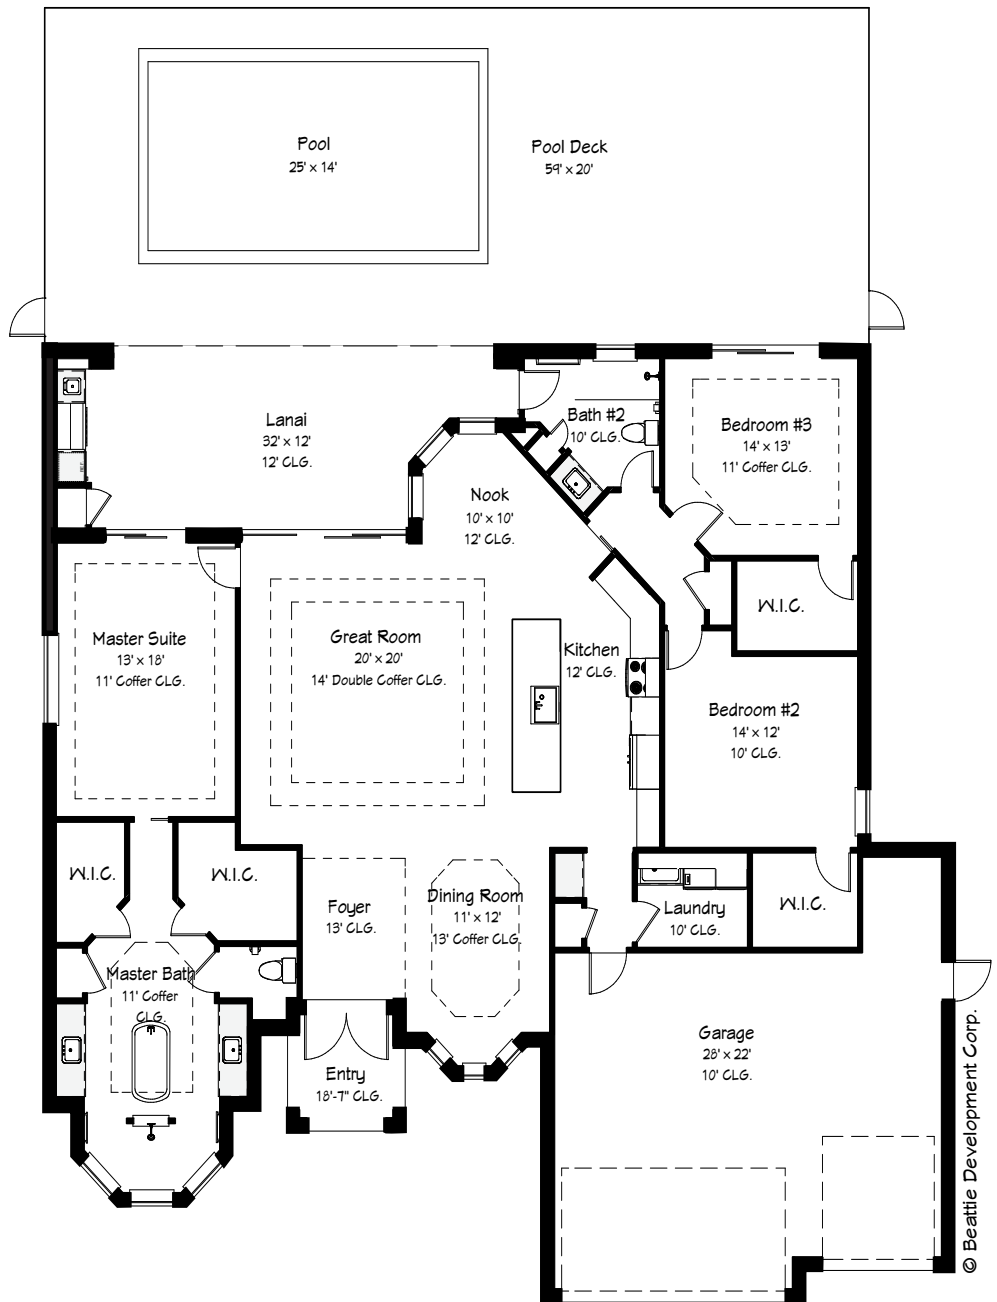 Pool
25' x 14'
Pool Deck
59' x 20'
Lanai
32' x 12'
12' CLG.
Bath #2
10' CLG.
Bedroom #3
14' x 13'
11' Coffer CLG.
Nook
10' x 10'
12' CLG.
W.I.C.
Master Suite
13' x 18'
11' Coffer CLG.
Great Room
20' x 20'
14' Double Coffer CLG.
Kitchen
12' CLG.
Bedroom #2
14' x 12'
10' CLG.
W.I.C.
W.I.C.
Foyer
13' CLG.
Dining Room
11' x 12'
13' Coffer CLG.
Laundry
10' CLG.
W.I.C.
Master Bath
11' Coffer
CLG.
Entry
18'-7" CLG.
Garage
28' x 22'
10' CLG.
© Beattie Development Corp.